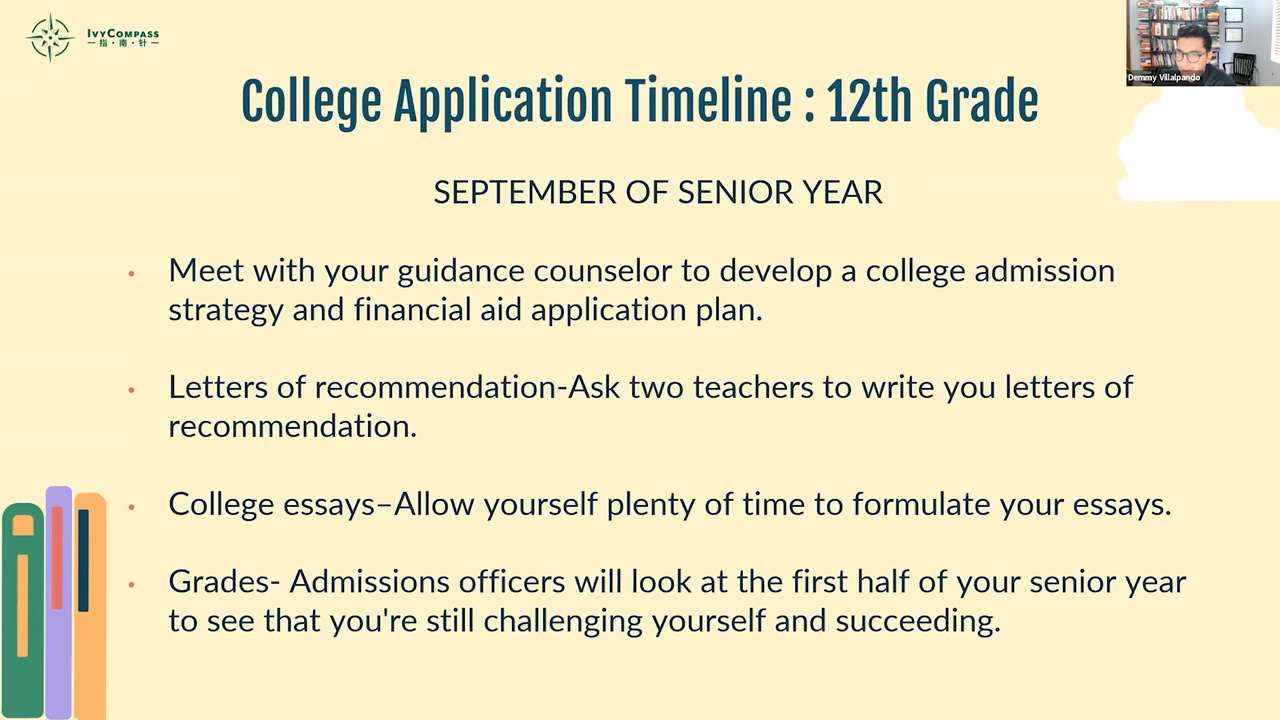 IVYCOMPASS
指·南·针
Demmy Villalpando
College Application Timeline : 12th Grade
SEPTEMBER OF SENIOR YEAR
• Meet with your guidance counselor to develop a college admission
strategy and financial aid application plan.
• Letters of recommendation-Ask two teachers to write you letters of
recommendation.
• College essays–Allow yourself plenty of time to formulate your essays.
• Grades- Admissions officers will look at the first half of your senior year
to see that you're still challenging yourself and succeeding.